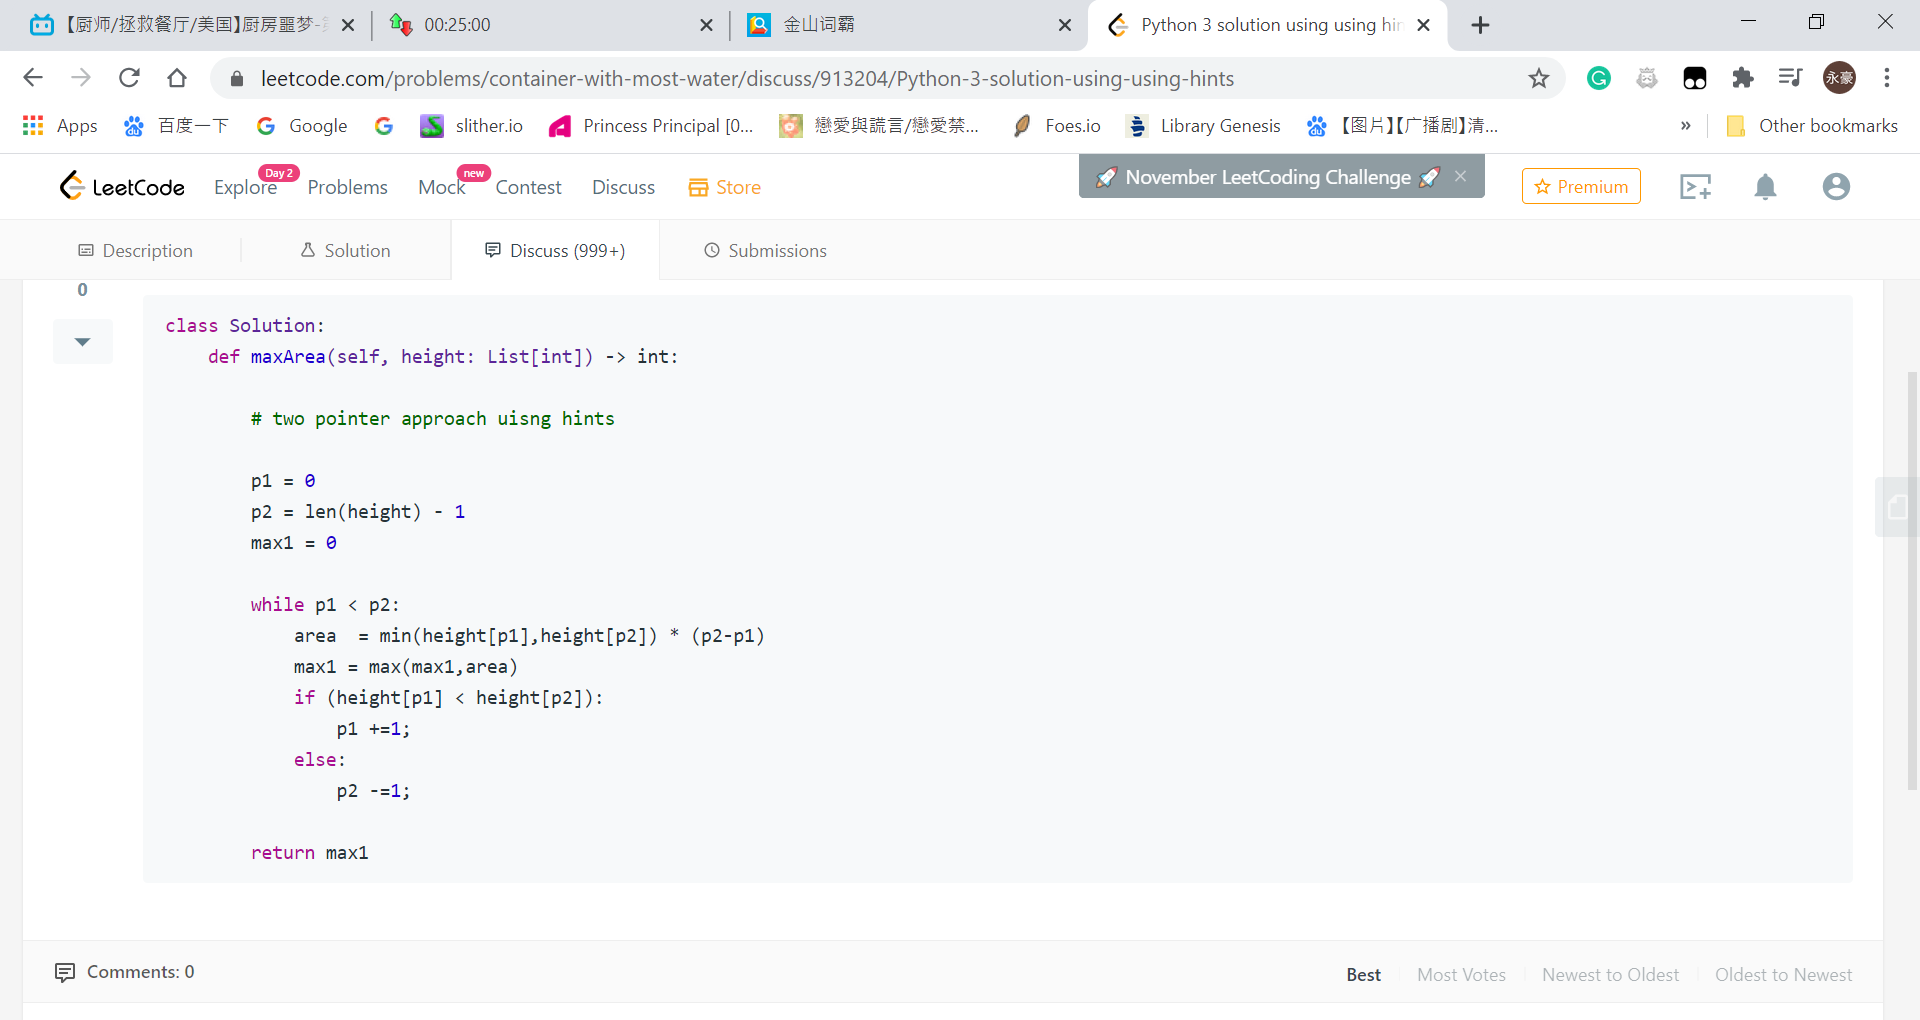 【厨师/拯救餐厅/美国】厨房噩梦-
00:25:00
金山词霸
Python 3 solution using using hin
leetcode.com/problems/container-with-most-water/discuss/913204/Python-3-solution-using-using-hints
永豪
Apps
百度一下
Google
slither.io
Princess Principal [0...
戀愛與謊言/戀愛禁...
Foes.io
Library Genesis
【图片】【广播剧】清...
»
Other bookmarks
LeetCode
Explore
Day 2
Problems
Mock
new
Contest
Discuss
Store
November LeetCoding Challenge
Premium
Description
Solution
Discuss (999+)
Submissions
0
class Solution:
    def maxArea(self, height: List[int]) -> int:
        # two pointer approach uisng hints
        p1 = 0
        p2 = len(height) - 1
        max1 = 0
        while p1 < p2:
            area  = min(height[p1],height[p2]) * (p2-p1)
            max1 = max(max1,area)
            if (height[p1] < height[p2]):
                p1 +=1;
            else:
                p2 -=1;
        return max1
Comments: 0
Best
Most Votes
Newest to Oldest
Oldest to Newest